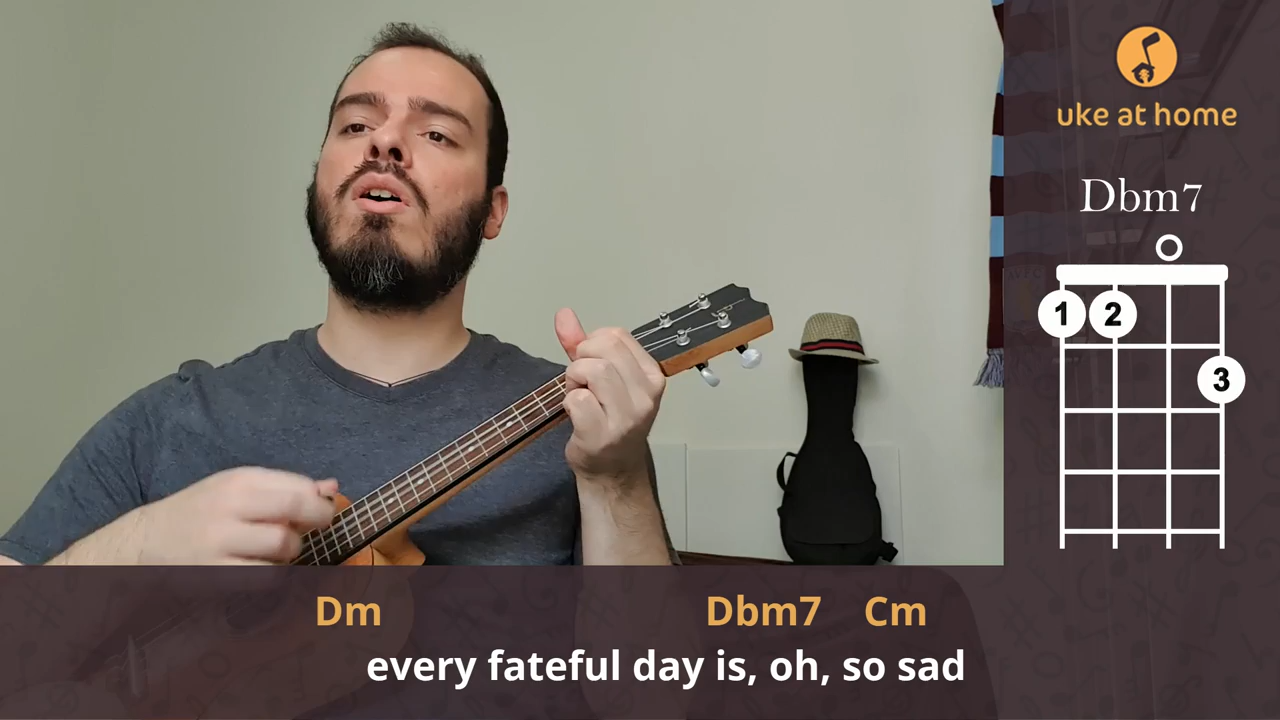 uke at home
Dbm7
1 2
3
Dm Dbm7 Cm
every fateful day is, oh, so sad